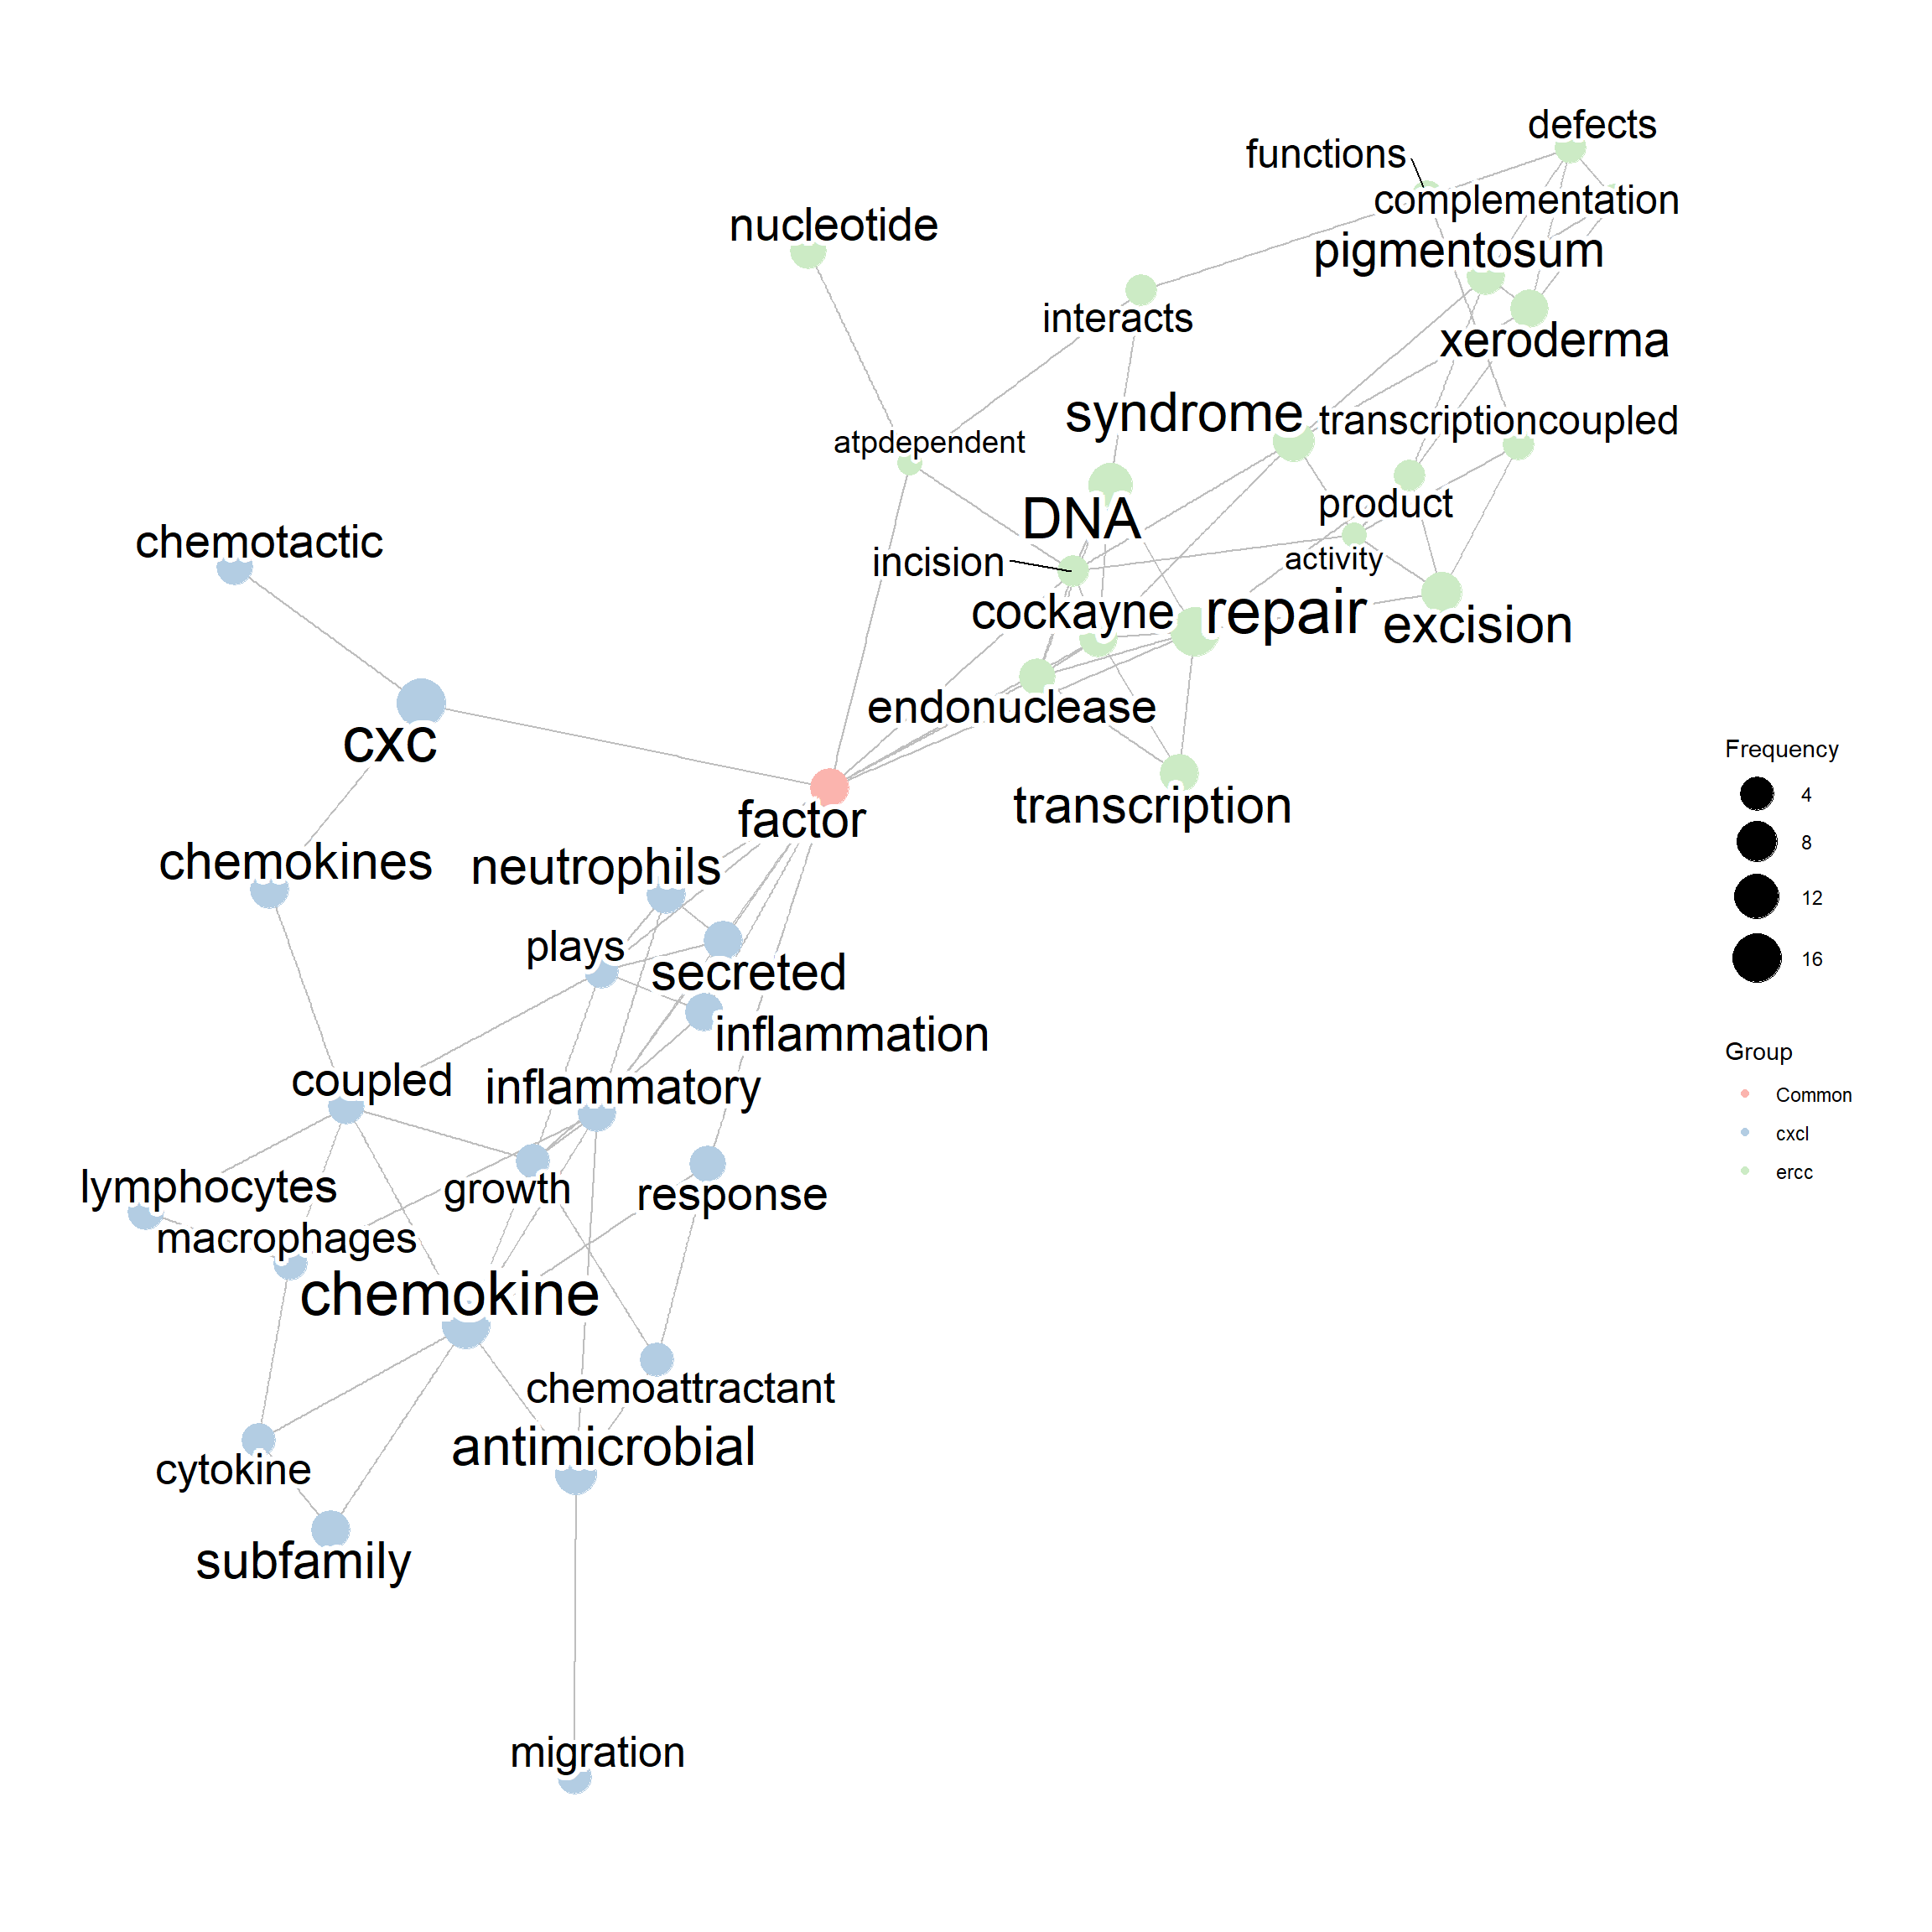 defects
functions
complementation
nucleotide
pigmentosum
interacts
xeroderma
syndrome
transcriptioncoupled
atpdependent
product
DNA
chemotactic
activity
incision
cockayne
repair
excision
endonuclease
cxc
transcription
factor
chemokines
neutrophils
plays
secreted
inflammation
coupled
inflammatory
lymphocytes
growth
response
macrophages
chemokine
chemoattractant
antimicrobial
cytokine
subfamily
migration
Frequency
4
8
12
16
Group
Common
cxcl
ercc